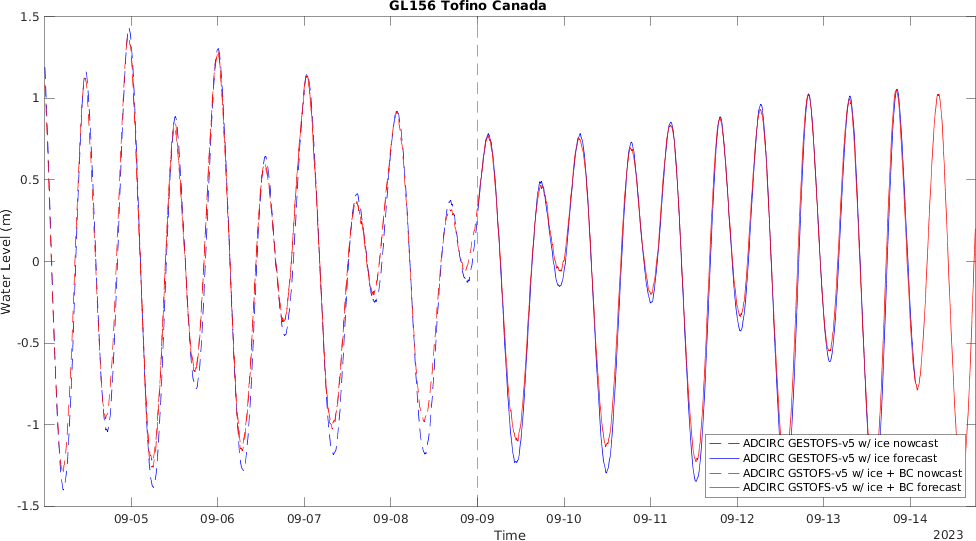 GL156 Tofino Canada
1.5
1
0.5
0
-0.5
-1
-1.5
Water Level (m)
ADCIRC GESTOFS-v5 w/ ice nowcast
ADCIRC GESTOFS-v5 w/ ice forecast
ADCIRC GSTOFS-v5 w/ ice + BC nowcast
ADCIRC GSTOFS-v5 w/ ice + BC forecast
09-05 09-06 09-07 09-08 09-09 09-10 09-11 09-12 09-13 09-14
Time
2023